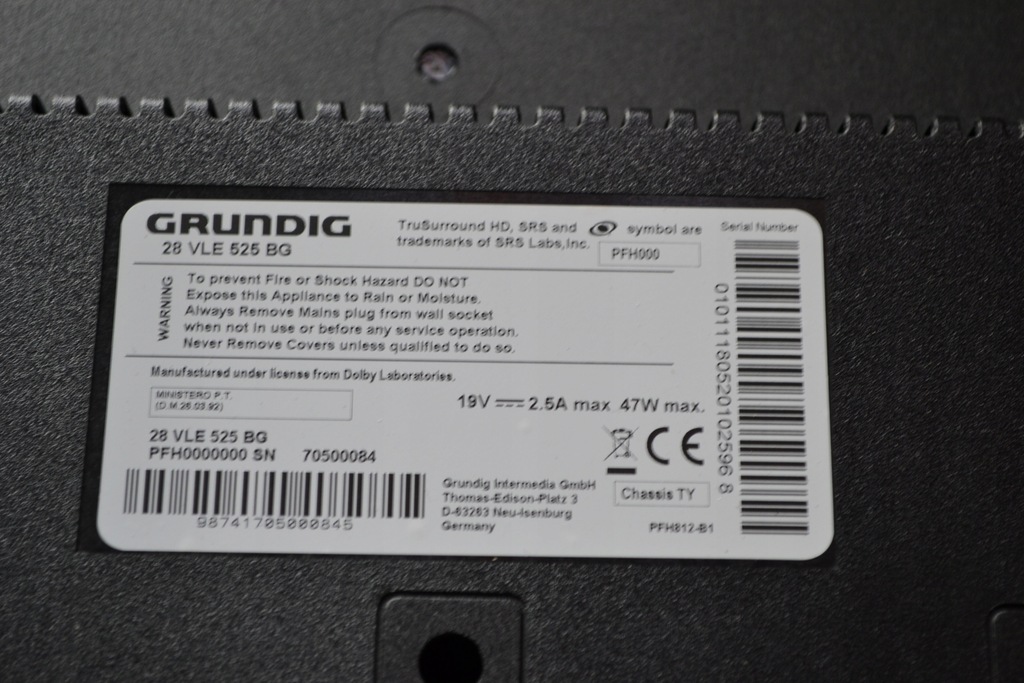 GRUNDIG
28 VLE 525 BG
TruSurround HD, SRS and symbol are
trademarks of SRS Labs,Inc.
PFH000
Serial Number
WARNING
To prevent Fire or Shock Hazard DO NOT
Expose this Appliance to Rain or Moisture.
Always Remove Mains plug from wall socket
when not in use or before any service operation.
Never Remove Covers unless qualified to do so.
Manufactured under license from Dolby Laboratories.
MINISTERO P.T.
(D.M.26.03.92)
19V 2.5A max 47W max.
28 VLE 525 BG
PFH0000000 SN 70500084
98741705000845
CE
Grundig Intermedia GmbH
Thomas-Edison-Platz 3
D-63263 Neu-Isenburg
Germany
Chassis TY
PFH812-B1
01011180520102596 8